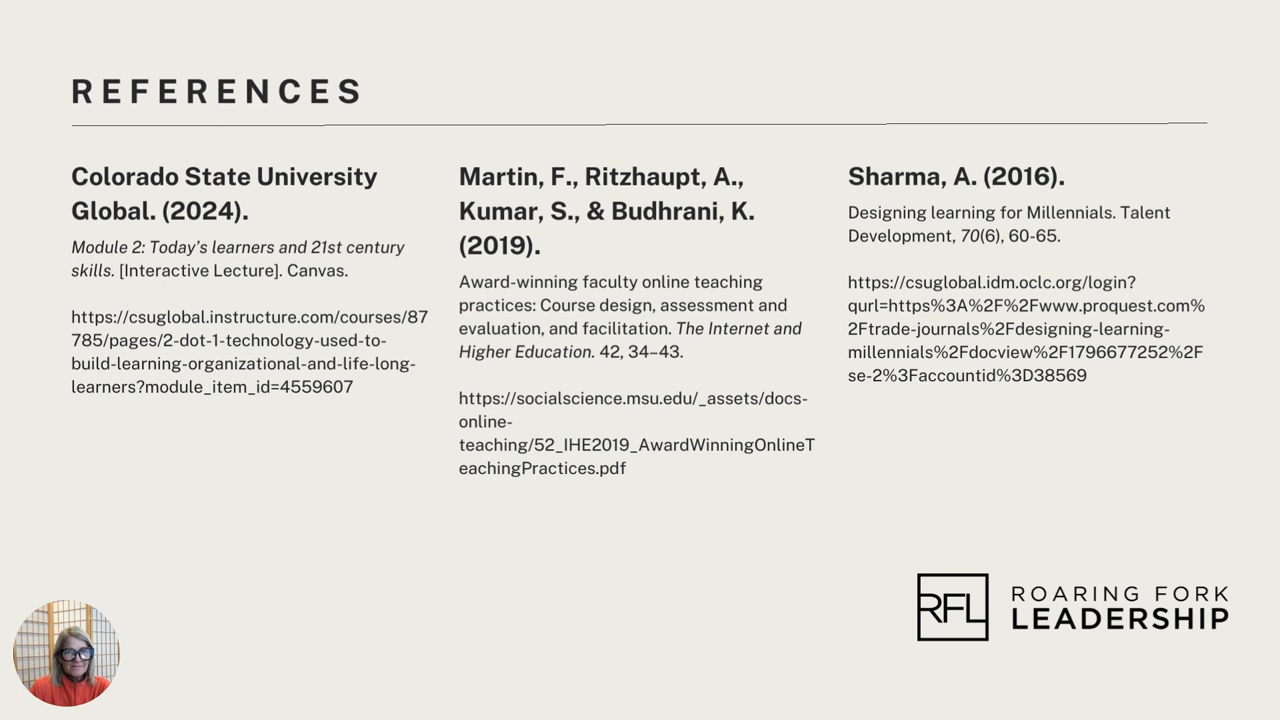 REFERENCES
Colorado State University
Global. (2024).
Module 2: Today's learners and 21st century
skills. [Interactive Lecture]. Canvas.
https://csuglobal.instructure.com/courses/87
785/pages/2-dot-1-technology-used-to-
build-learning-organizational-and-life-long-
learners?module_item_id=4559607
Martin, F., Ritzhaupt, A.,
Kumar, S., & Budhrani, K.
(2019).
Award-winning faculty online teaching
practices: Course design, assessment and
evaluation, and facilitation. The Internet and
Higher Education. 42, 34–43.
https://socialscience.msu.edu/_assets/docs-
online-
teaching/52_IHE2019_AwardWinningOnlineT
eachingPractices.pdf
Sharma, A. (2016).
Designing learning for Millennials. Talent
Development, 70(6), 60-65.
https://csuglobal.idm.oclc.org/login?
qurl=https%3A%2F%2Fwww.proquest.com%
2Ftrade-journals%2Fdesigning-learning-
millennials%2Fdocview%2F1796677252%2F
se-2%3Faccountid%3D38569
RFL
ROARING FORK
LEADERSHIP